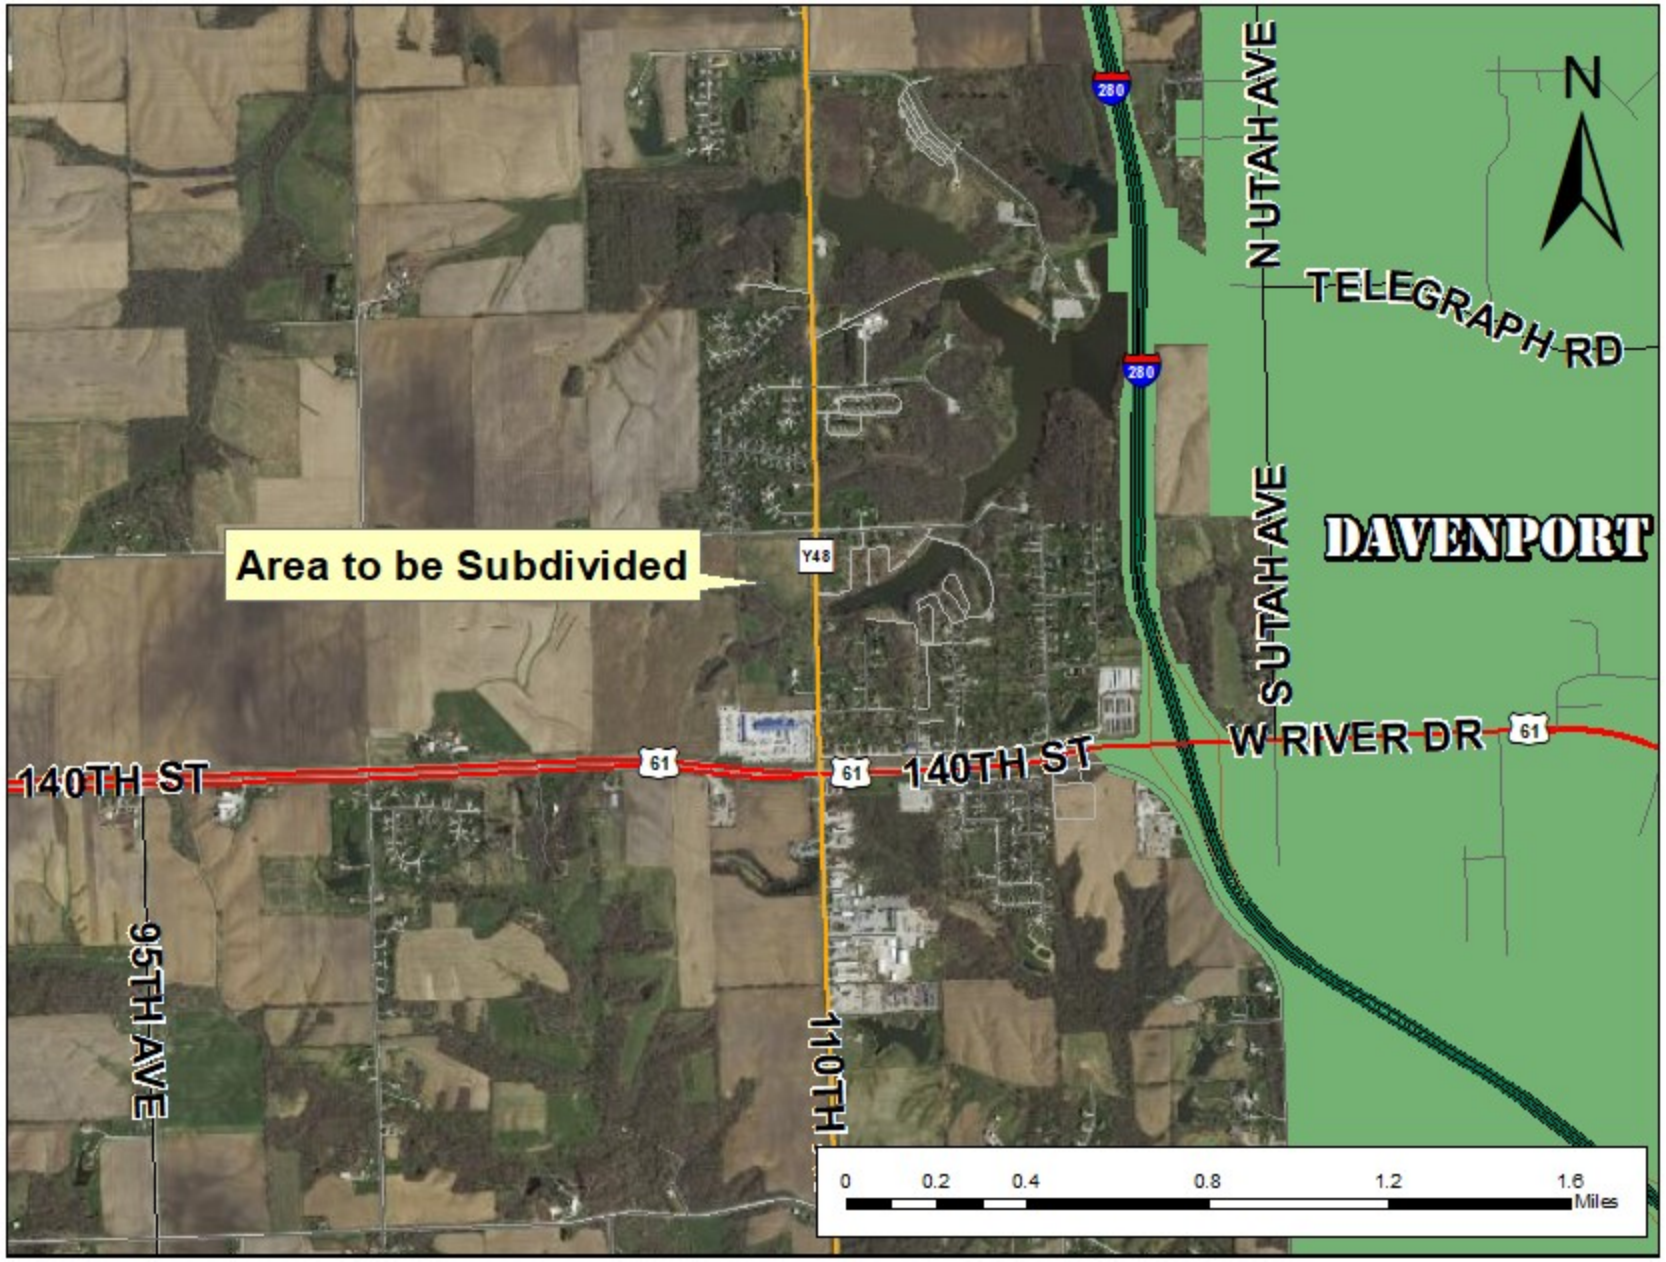 280
N UTAH AVE
N
TELEGRAPH RD
280
S UTAH AVE
DAVENPORT
Area to be Subdivided
Y48
W RIVER DR
61
140TH ST
61
61
140TH ST
95TH AVE
110TH
0 0.2 0.4 0.8 1.2 1.6
Miles